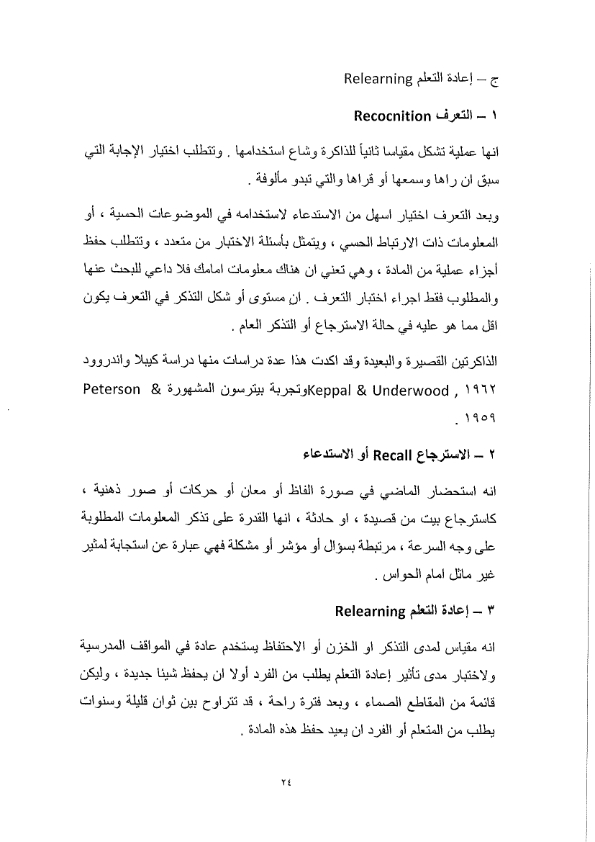 ج – إعادة التعلم Relearning
١ – التعرف Recocnition
انها عملية تشكل مقياسا ثانياً للذاكرة وشاع استخدامها . وتتطلب اختيار الإجابة التي
سبق ان راها وسمعها أو قراها والتي تبدو مألوفة .
وبعد التعرف اختيار اسهل من الاستدعاء لاستخدامه في الموضوعات الحسية ، أو
المعلومات ذات الارتباط الحسي ، ويتمثل بأسئلة الاختبار من متعدد ، وتتطلب حفظ
أجزاء عملية من المادة ، وهي تعني ان هناك معلومات امامك فلا داعي للبحث عنها
والمطلوب فقط اجراء اختبار التعرف . ان مستوى أو شكل التذكر في التعرف يكون
اقل مما هو عليه في حالة الاسترجاع أو التذكر العام .
الذاكرتين القصيرة والبعيدة وقد اكدت هذا عدة دراسات منها دراسة كيبلا واندروود
١٩٦٢ , Keppal & Underwoodوتجربة بيترسون المشهورة Peterson &
١٩٥٩ .
٢ – الاسترجاع Recall أو الاستدعاء
انه استحضار الماضي في صورة الفاظ أو معان أو حركات أو صور ذهنية ،
كاسترجاع بيت من قصيدة ، او حادثة ، انها القدرة على تذكر المعلومات المطلوبة
على وجه السرعة ، مرتبطة بسؤال أو مؤشر أو مشكلة فهي عبارة عن استجابة لمثير
غير ماثل امام الحواس .
٣ – إعادة التعلم Relearning
انه مقياس لمدى التذكر او الخزن أو الاحتفاظ يستخدم عادة في المواقف المدرسية
ولاختبار مدى تأثير إعادة التعلم يطلب من الفرد أولا ان يحفظ شيئا جديدة ، وليكن
قائمة من المقاطع الصماء ، وبعد فترة راحة ، قد تتراوح بين ثوان قليلة وسنوات
يطلب من المتعلم أو الفرد ان يعيد حفظ هذه المادة .
٢٤